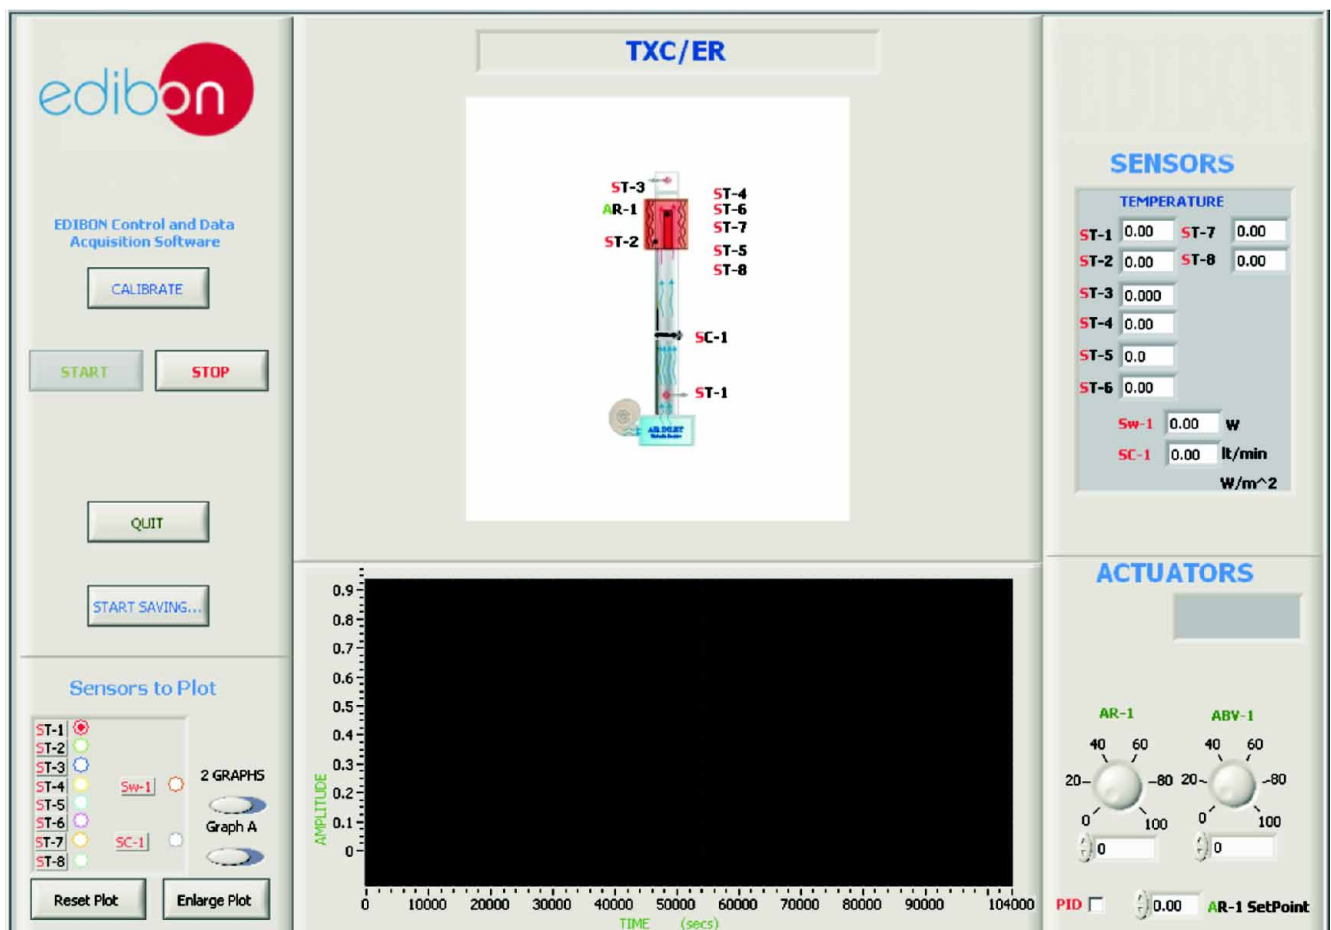 edibon
EDIBON Control and Data
Acquisition Software
CALIBRATE
START
STOP
QUIT
START SAVING...
Sensors to Plot
ST-1
ST-2
ST-3
ST-4
ST-5
ST-6
ST-7
ST-8
Sw-1
SC-1
2 GRAPHS
Graph A
Reset Plot
Enlarge Plot
TXC/ER
ST-3
AR-1
ST-2
ST-4
ST-6
ST-7
ST-5
ST-8
SC-1
ST-1
AIR INLET
AMPLITUDE
0.9
0.8
0.7
0.6
0.5
0.4
0.3
0.2
0.1
0
0 10000 20000 30000 40000 50000 60000 70000 80000 90000 104000
TIME (secs)
SENSORS
TEMPERATURE
ST-1 0.00 ST-7 0.00
ST-2 0.00 ST-8 0.00
ST-3 0.000
ST-4 0.00
ST-5 0.0
ST-6 0.00
Sw-1 0.00 W
SC-1 0.00 lt/min
W/m^2
ACTUATORS
AR-1
0 20 40 60 80 100
0
ABV-1
0 20 40 60 80 100
0
PID 0.00 AR-1 SetPoint